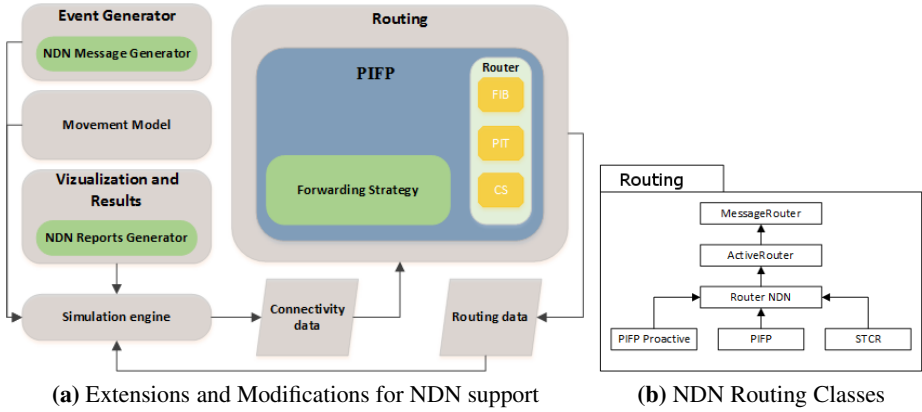 Event Generator
NDN Message Generator
Movement Model
Vizualization and
Results
NDN Reports Generator
Simulation engine
Connectivity
data
Routing data
Routing
PIFP
Router
FIB
PIT
CS
Forwarding Strategy
(a) Extensions and Modifications for NDN support
Routing
MessageRouter
ActiveRouter
Router NDN
PIFP Proactive
PIFP
STCR
(b) NDN Routing Classes